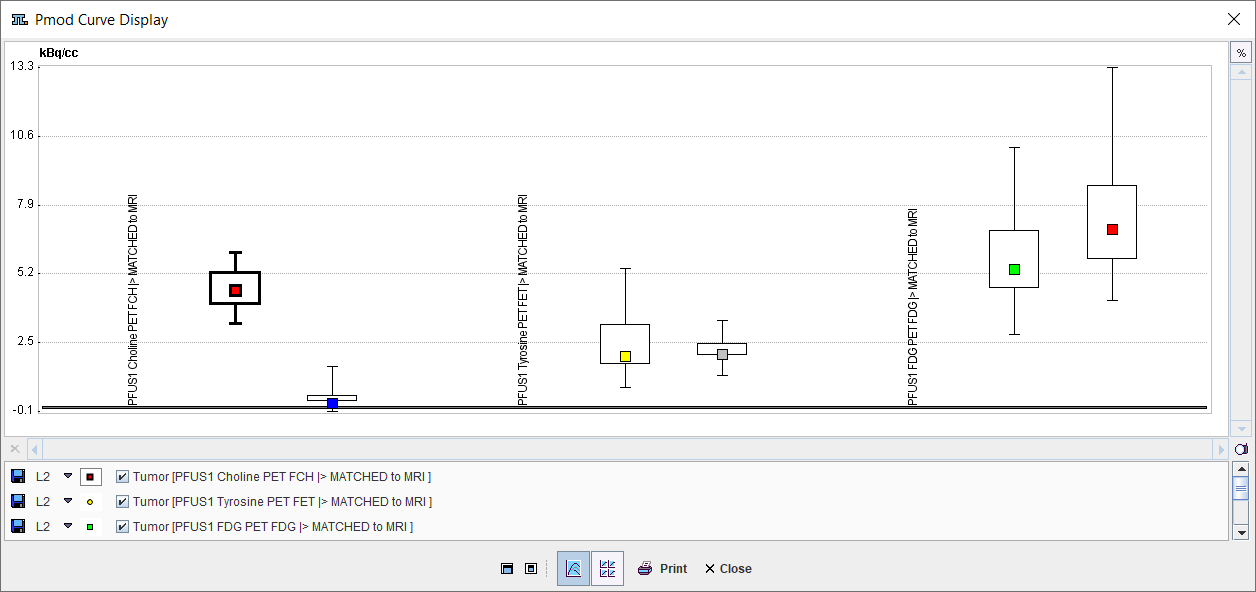 Pmod Curve Display
kBq/cc
%
13.3
10.6
7.9
5.2
2.5
-0.1
PFUS1 Choline PET FCH |> MATCHED to MRI
PFUS1 Tyrosine PET FET |> MATCHED to MRI
PFUS1 FDG PET FDG |> MATCHED to MRI
L2 Tumor [PFUS1 Choline PET FCH |> MATCHED to MRI ]
L2 Tumor [PFUS1 Tyrosine PET FET |> MATCHED to MRI ]
L2 Tumor [PFUS1 FDG PET FDG |> MATCHED to MRI ]
Print Close